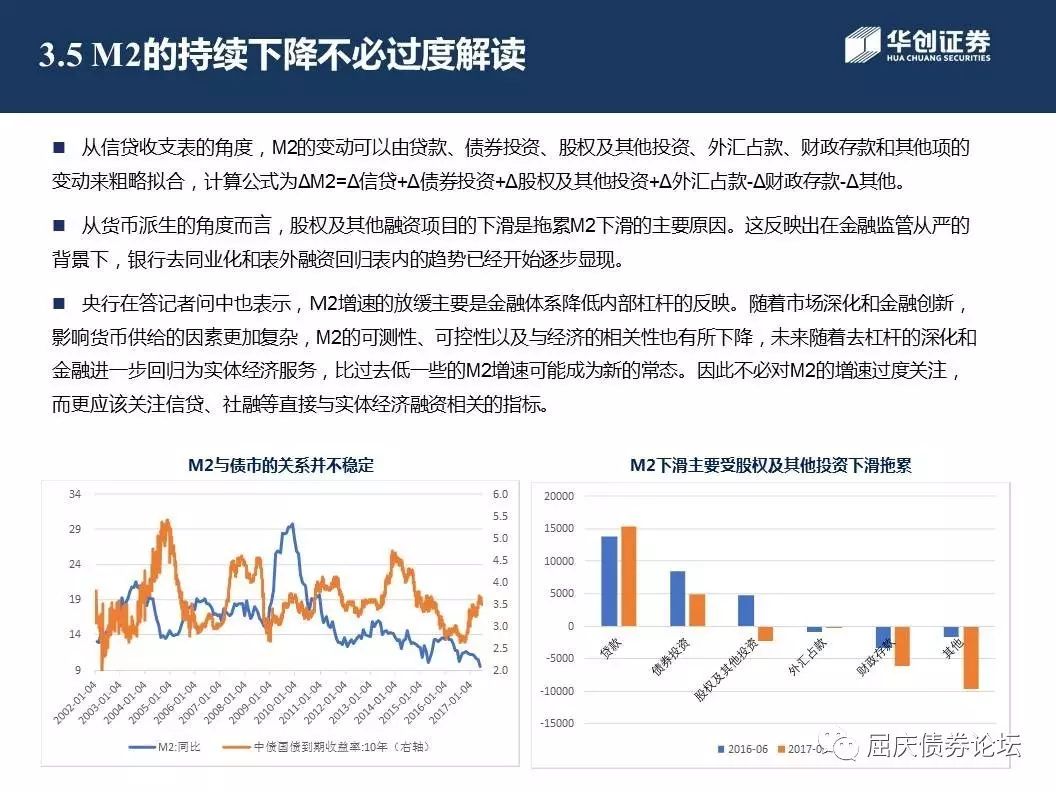 3.5 M2的持续下降不必过度解读
华创证券
HUA CHUANG SECURITIES
■ 从信贷收支表的角度，M2的变动可以由贷款、债券投资、股权及其他投资、外汇占款、财政存款和其他项的
变动来粗略拟合，计算公式为ΔM2=Δ信贷+Δ债券投资+Δ股权及其他投资+Δ外汇占款-Δ财政存款-Δ其他。
■ 从货币派生的角度而言，股权及其他融资项目的下滑是拖累M2下滑的主要原因。这反映出在金融监管从严的
背景下，银行去同业化和表外融资回归表内的趋势已经开始逐步显现。
■ 央行在答记者问中也表示，M2增速的放缓主要是金融体系降低内部杠杆的反映。随着市场深化和金融创新，
影响货币供给的因素更加复杂，M2的可测性、可控性以及与经济的相关性也有所下降，未来随着去杠杆的深化和
金融进一步回归为实体经济服务，比过去低一些的M2增速可能成为新的常态。因此不必对M2的增速过度关注，
而更应该关注信贷、社融等直接与实体经济融资相关的指标。
M2与债市的关系并不稳定
34
29
24
19
14
9
6.0
5.5
5.0
4.5
4.0
3.5
3.0
2.5
2.0
2002-01-04
2003-01-04
2004-01-04
2005-01-04
2006-01-04
2007-01-04
2008-01-04
2009-01-04
2010-01-04
2011-01-04
2012-01-04
2013-01-04
2014-01-04
2015-01-04
2016-01-04
2017-01-04
M2:同比
中债国债到期收益率:10年（右轴）
M2下滑主要受股权及其他投资下滑拖累
20000
15000
10000
5000
0
-5000
-10000
-15000
贷款
债券投资
股权及其他投资
外汇占款
财政存款
其他
2016-06
2017-0
屈庆债券论坛